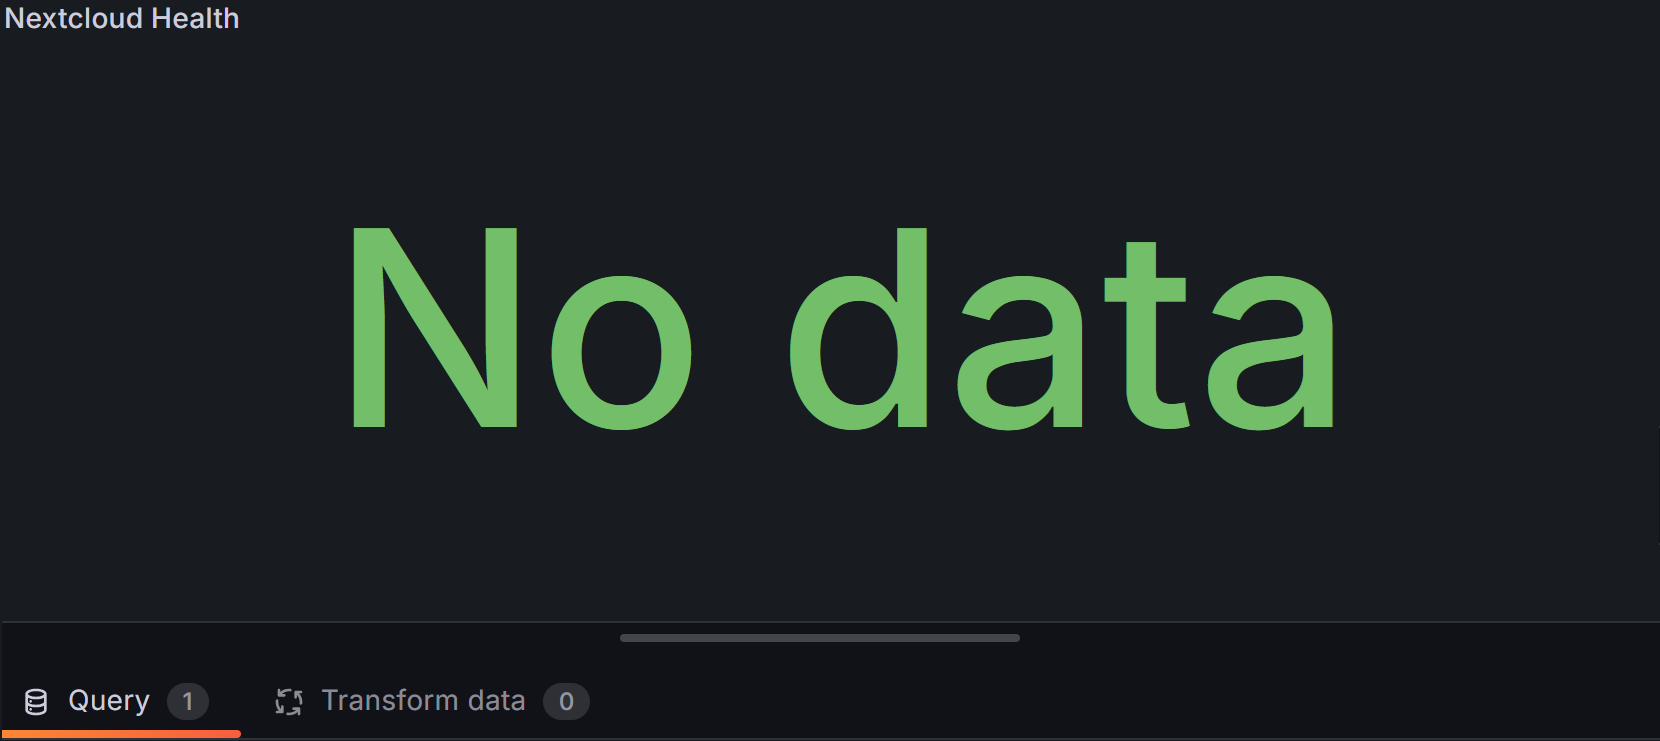 Nextcloud Health
No data
Query 1 Transform data 0